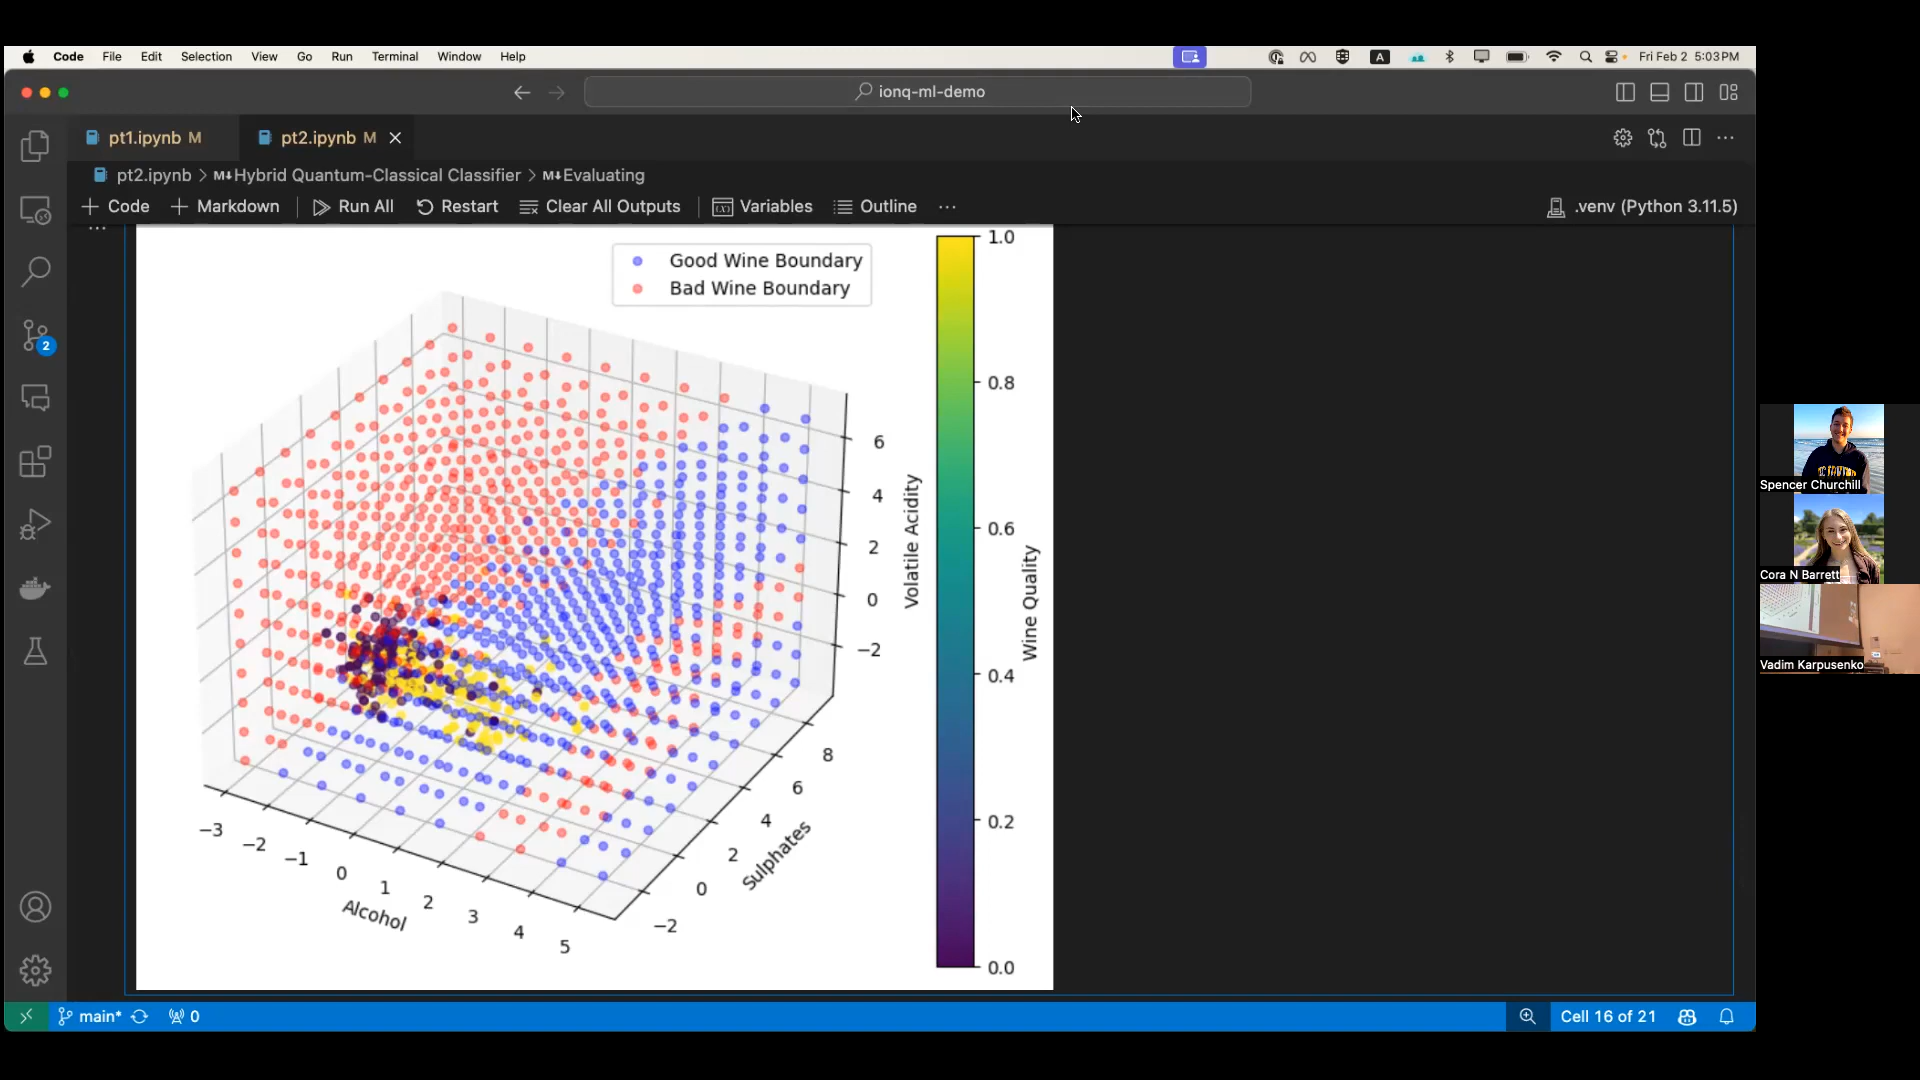 Code File Edit Selection View Go Run Terminal Window Help A Fri Feb 2 5:03 PM
ionq-ml-demo
pt1.ipynb M pt2.ipynb M
pt2.ipynb > M↓Hybrid Quantum-Classical Classifier > M↓Evaluating
+ Code + Markdown Run All Restart Clear All Outputs (x) Variables Outline ... .venv (Python 3.11.5)
...
Good Wine Boundary
Bad Wine Boundary
1.0
0.8
0.6
0.4
0.2
0.0
Wine Quality
6
4
2
0
−2
Volatile Acidity
8
6
4
2
0
−2
Sulphates
−3
−2
−1
0
1
2
3
4
5
Alcohol
2
Spencer Churchill
Cora N Barrett
Vadim Karpusenko
main* 0 Cell 16 of 21